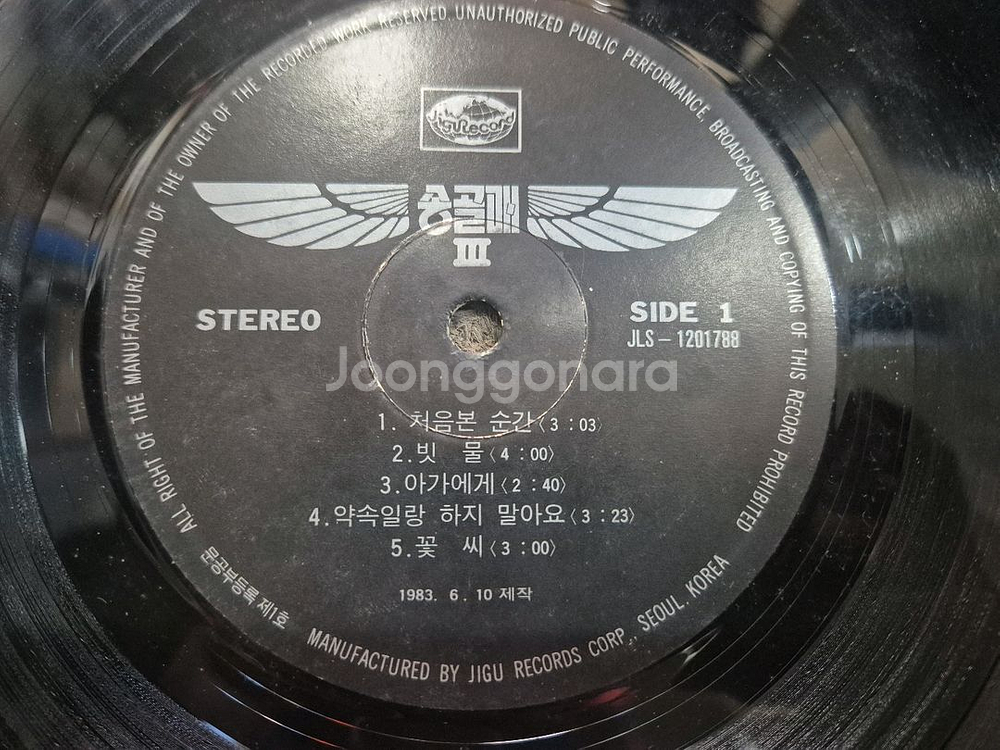 ALL RIGHT OF THE MANUFACTURER AND OF THE OWNER OF THE RECORDED WORK RESERVED. UNAUTHORIZED PUBLIC PERFORMANCE, BROADCASTING AND COPYING OF THIS RECORD PROHIBITED
JiguRecord
송골매
III
STEREO
SIDE 1
JLS-1201788
Joonggonara
1. 처음본 순간〈3 : 03〉
2.빗 물〈4 : 00〉
3.아가에게〈2 : 40〉
4.약속일랑 하지 말아요〈3 : 23〉
5.꽃 씨〈3 : 00〉
1983. 6. 10 제작
문공부등록 제1호
MANUFACTURED BY JIGU RECORDS CORP., SEOUL, KOREA